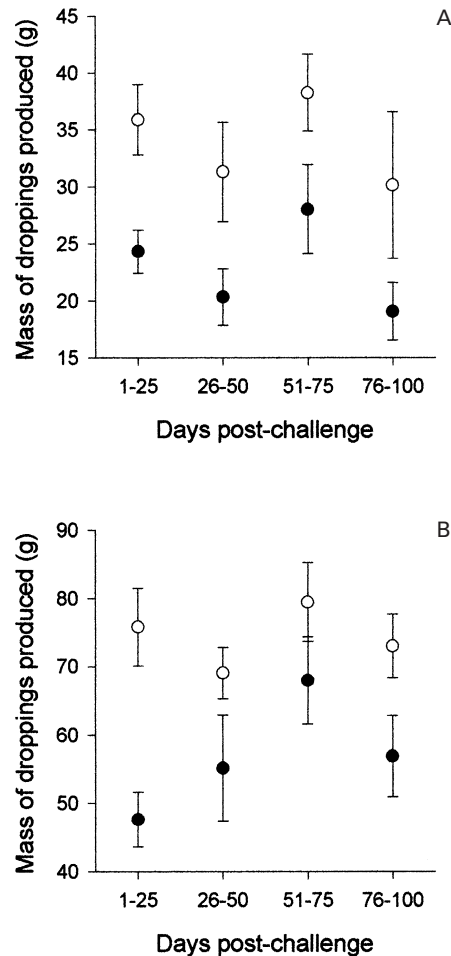 A
Mass of droppings produced (g)
45
40
35
30
25
20
15
1-25 26-50 51-75 76-100
Days post-challenge
B
Mass of droppings produced (g)
90
80
70
60
50
40
1-25 26-50 51-75 76-100
Days post-challenge